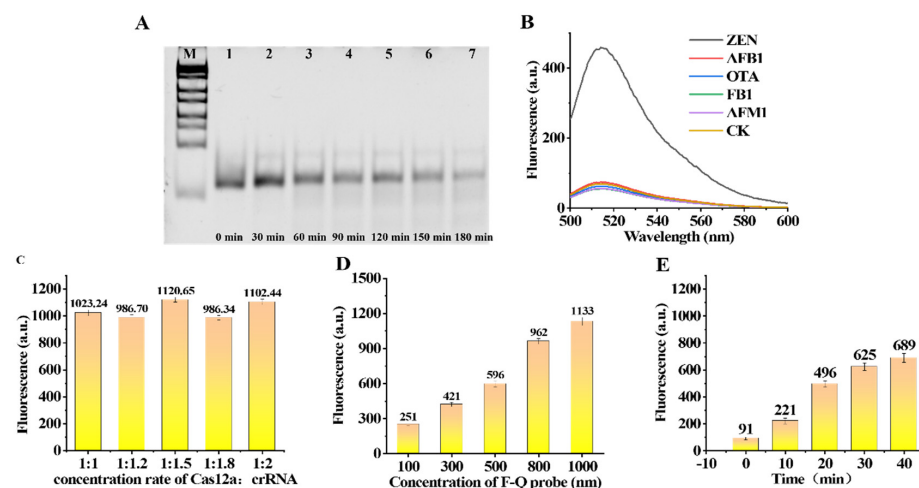 A
M 1 2 3 4 5 6 7
0 min 30 min 60 min 90 min 120 min 150 min 180 min
B
Fluorescence (a.u.)
400
200
0
500 520 540 560 580 600
Wavelength (nm)
ZEN
AFB1
OTA
FB1
AFM1
CK
C
Fluorescence (a.u.)
1200
1000
800
600
400
200
0
1023.24 986.70 1120.65 986.34 1102.44
1:1 1:1.2 1:1.5 1:1.8 1:2
concentration rate of Cas12a: crRNA
D
Fluorescence (a.u.)
1500
1200
900
600
300
0
251 421 596 962 1133
100 300 500 800 1000
Concentration of F-Q probe (nm)
E
Fluorescence (a.u.)
1200
1000
800
600
400
200
0
91 221 496 625 689
-10 0 10 20 30 40
Time（min）